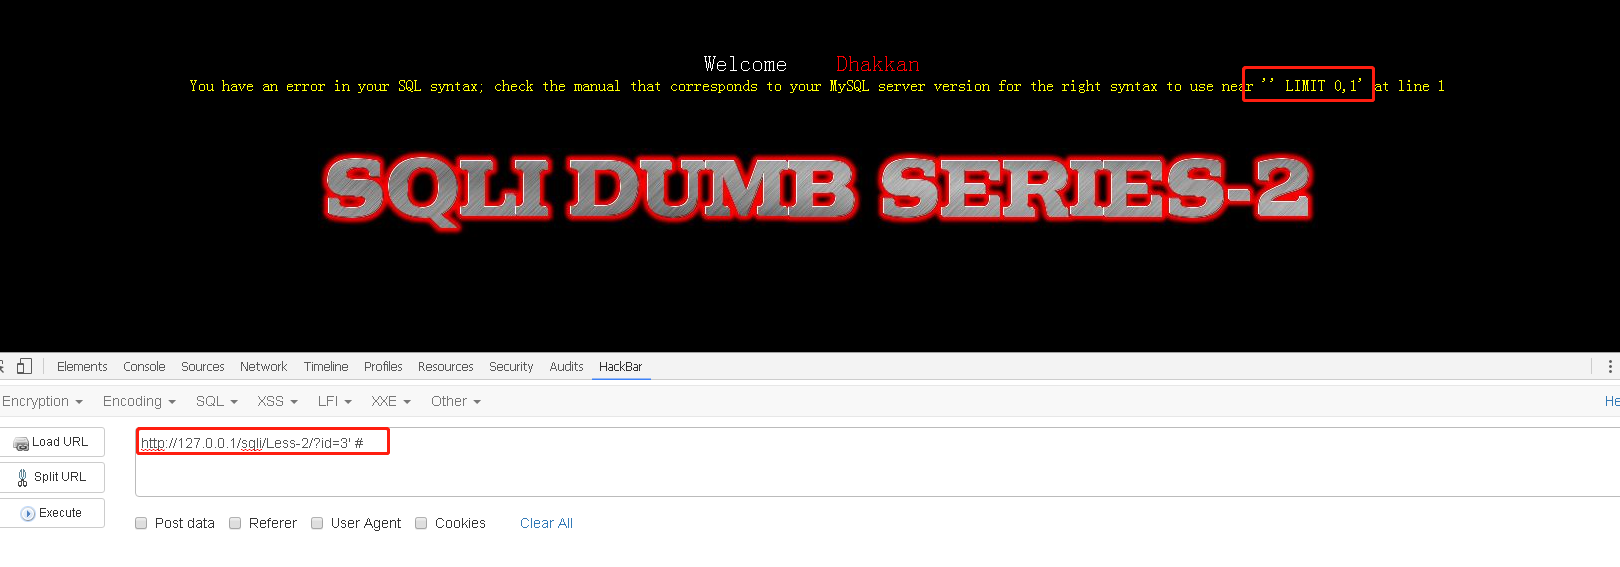 Welcome Dhakkan
You have an error in your SQL syntax; check the manual that corresponds to your MySQL server version for the right syntax to use near '' LIMIT 0,1' at line 1
SQLI DUMB SERIES-2
Elements Console Sources Network Timeline Profiles Resources Security Audits HackBar
Encryption Encoding SQL XSS LFI XXE Other He
Load URL http://127.0.0.1/sqli/Less-2/?id=3' #
Split URL
Execute
Post data Referer User Agent Cookies Clear All